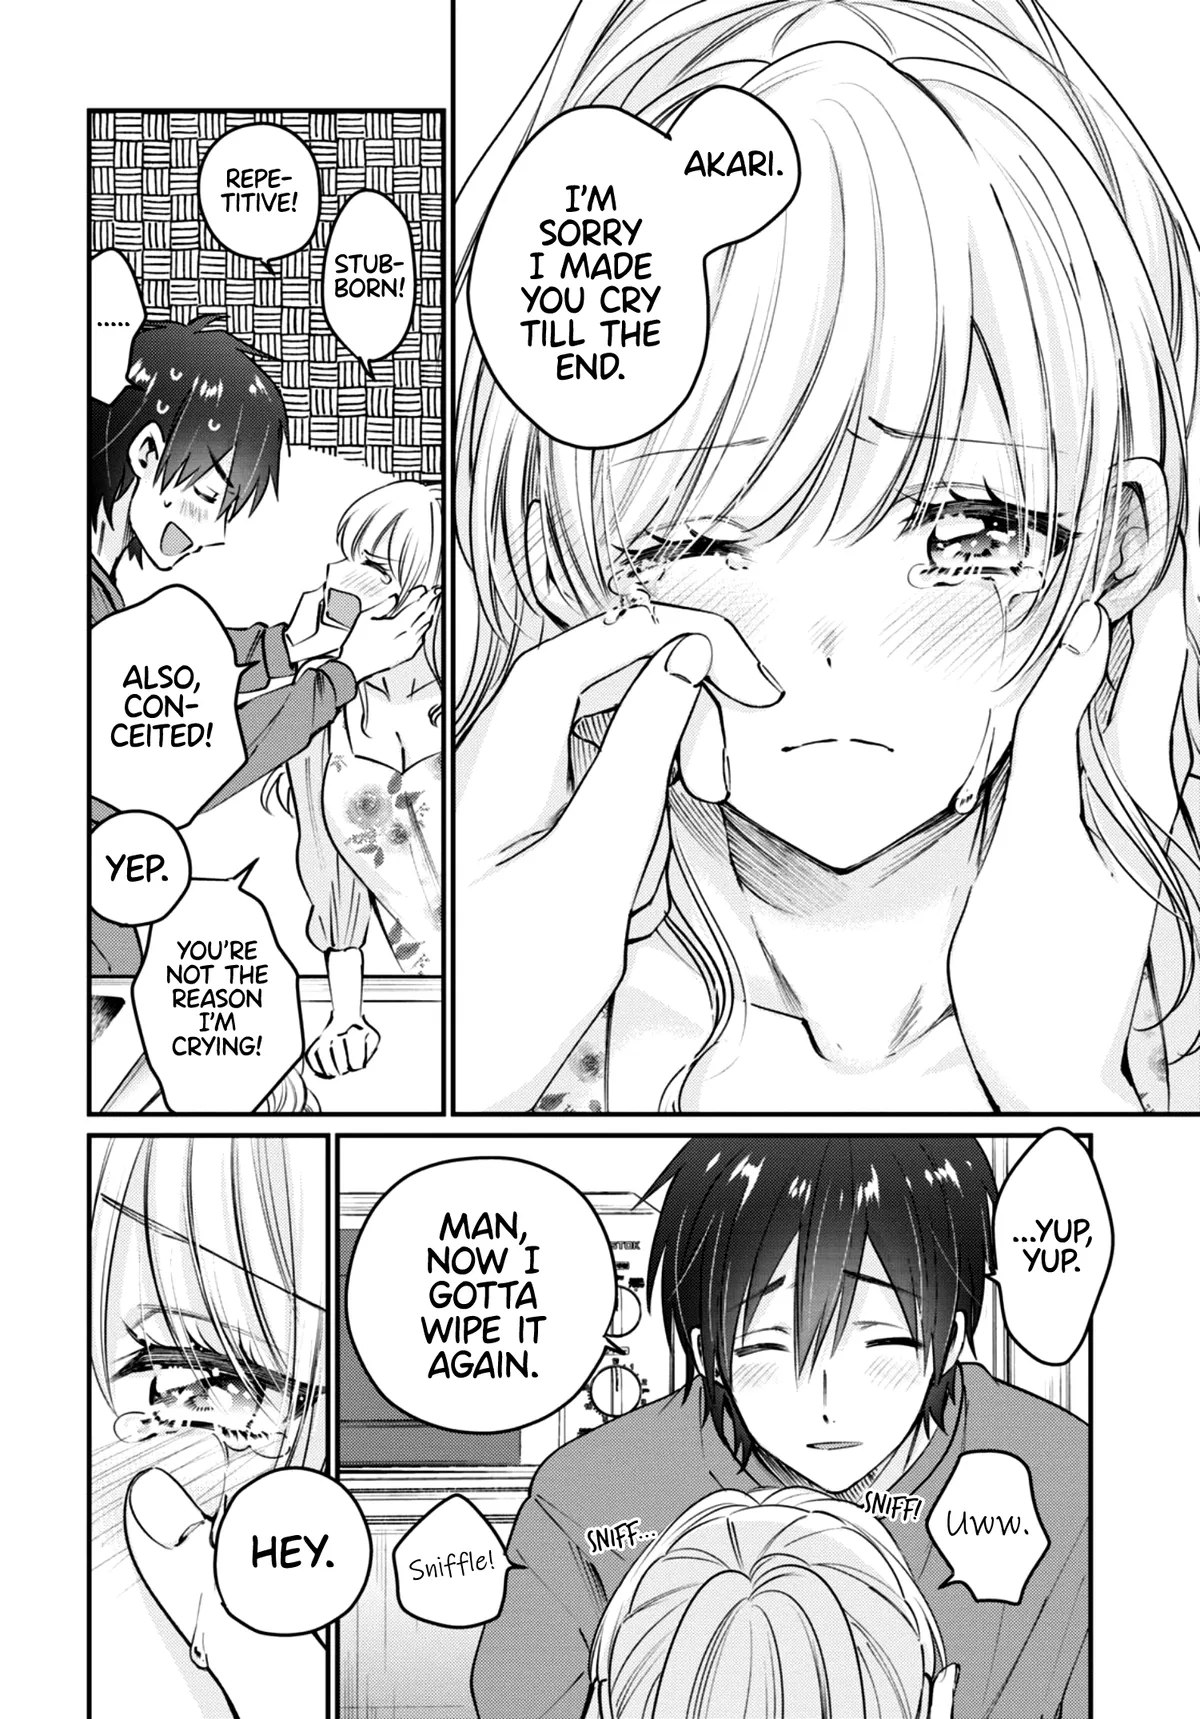 AKARI.
I'M
SORRY
I MADE
YOU CRY
TILL THE
END.
STUB-
BORN!
REPE-
TITIVE!
.....
ALSO,
CON-
CEITED!
YEP.
YOU'RE
NOT THE
REASON
I'M
CRYING!
...YUP,
YUP.
MAN,
NOW I
GOTTA
WIPE IT
AGAIN.
Uww.
SNIFF!
SNIFF...
Sniffle!
HEY.